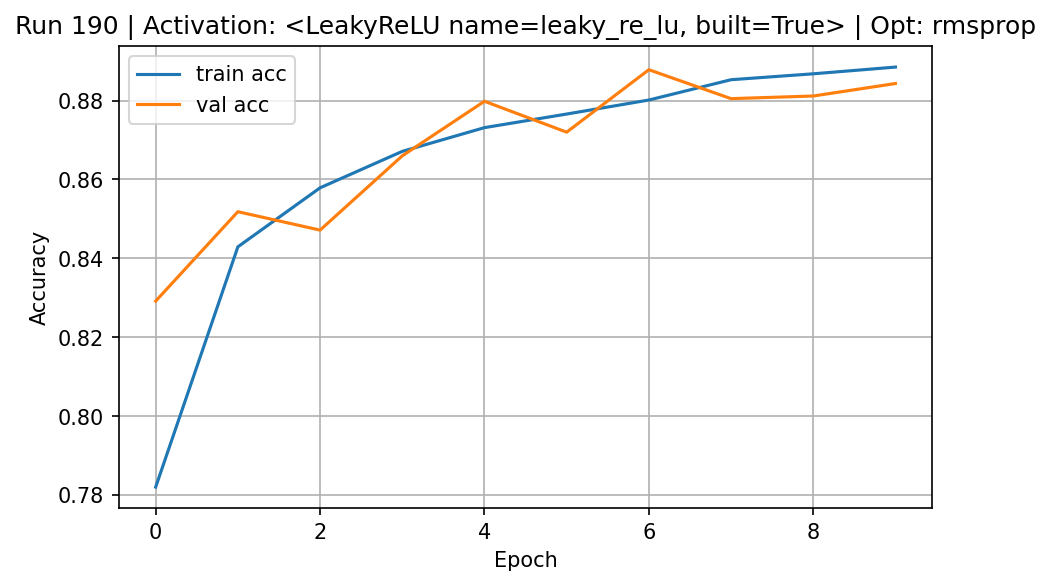 Run 190 | Activation: <LeakyReLU name=leaky_re_lu, built=True> | Opt: rmsprop
train acc
val acc
0.88
0.86
0.84
0.82
0.80
0.78
Accuracy
0 2 4 6 8
Epoch